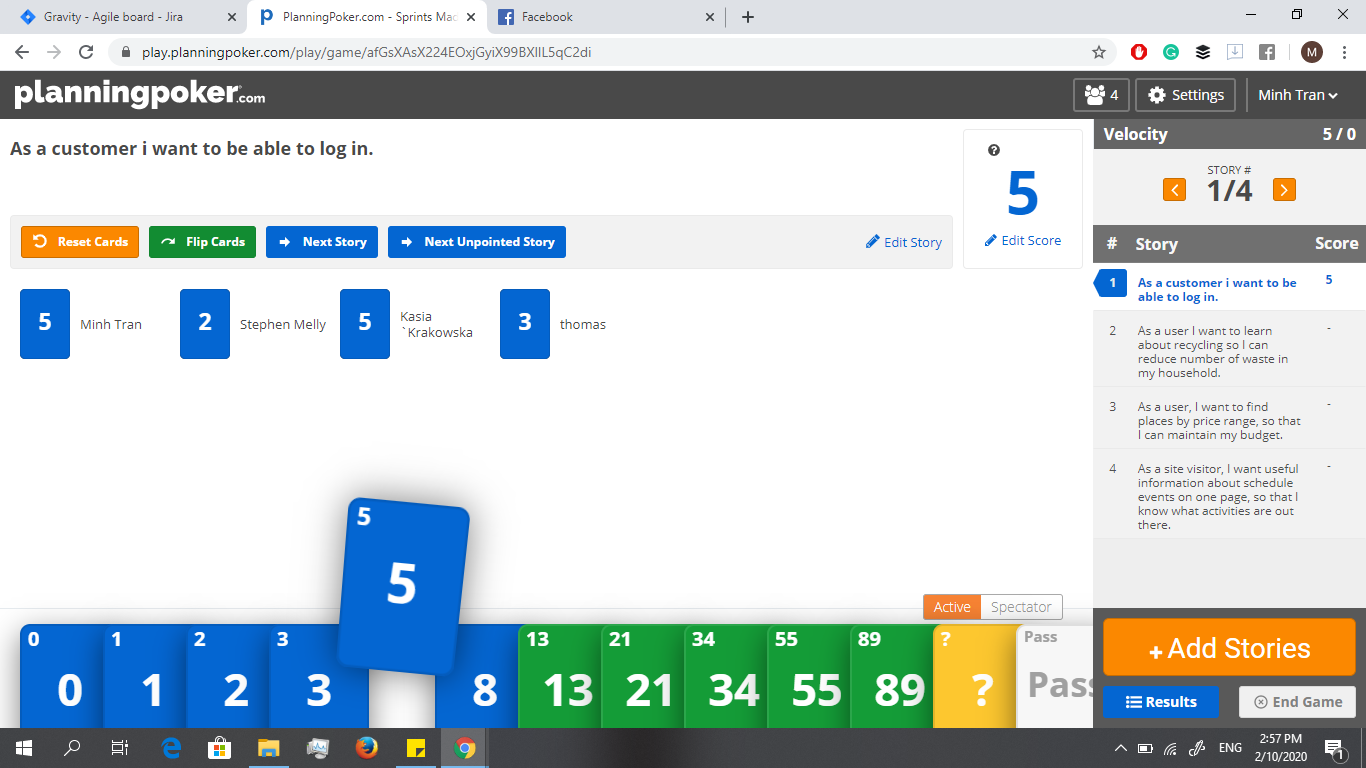 Gravity - Agile board - Jira
PlanningPoker.com - Sprints Mac
Facebook
play.planningpoker.com/play/game/afGsXAsX224EOxjGyiX99BXIIL5qC2di
M
planningpoker.com
4
Settings
Minh Tran
As a customer i want to be able to log in.
5
Edit Score
Reset Cards
Flip Cards
Next Story
Next Unpointed Story
Edit Story
5
Minh Tran
2
Stephen Melly
5
Kasia
`Krakowska
3
thomas
Velocity
5 / 0
STORY #
1/4
# Story Score
1
As a customer i want to be
able to log in.
5
2
As a user I want to learn
about recycling so I can
reduce number of waste in
my household.
-
3
As a user, I want to find
places by price range, so that
I can maintain my budget.
-
4
As a site visitor, I want useful
information about schedule
events on one page, so that I
know what activities are out
there.
-
Active
Spectator
0
0
1
1
2
2
3
3
5
5
8
13
13
21
21
34
34
55
55
89
89
?
?
Pass
Pass
+ Add Stories
Results
End Game
ENG
2:57 PM
2/10/2020
1